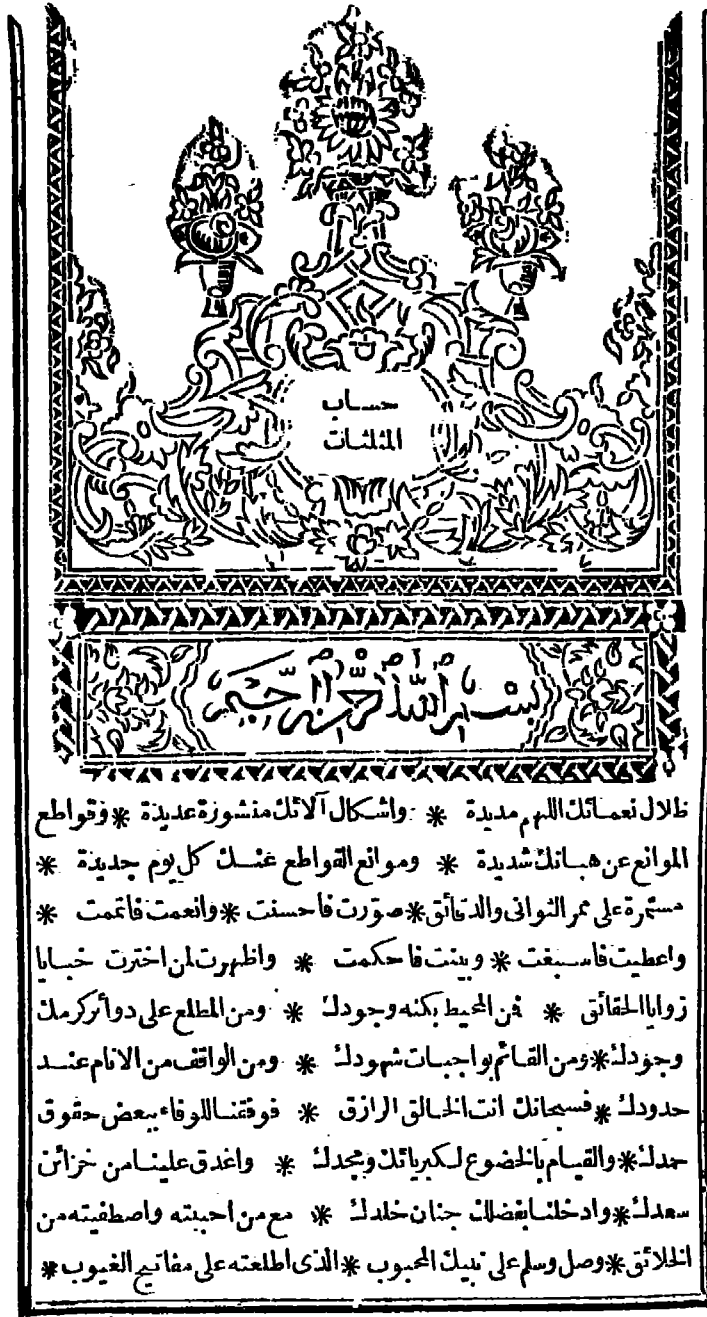 حساب
المثلثات
بسم الله الرحمن الرحيم
ظلال نعمائك اللهم مديدة * واشكال آلائك منشورة عديدة * وقواطع
الموانع عن هباتك شديدة * وموانع القواطع عنك كل يوم جديدة *
مستمرة على ممر الثوانى والدقائق * صورت فاحسنت * وانعمت فاتممت *
واعطيت فاسبغت * وبينت فاحكمت * واظهرت لمن اخترت خبايا
زوايا الحقائق * فمن المحيط بكنه وجودك * ومن المطلع على دوائر كرمك
وجودك * ومن القائم بواجبات شهودك * ومن الواقف من الانام عند
حدودك * فسبحانك انت الخالق الرازق * فوفقنا للوفاء ببعض حقوق
حمدك * والقيام بالخضوع لكبريائك ومجدك * واغدق علينا من خزائن
سعدك * وادخلنا بفضلك جنان خلدك * مع من احببته واصطفيته من
الخلائق * وصل وسلم على نبيك المحبوب * الذى اطلعته على مفاتيح الغيوب *